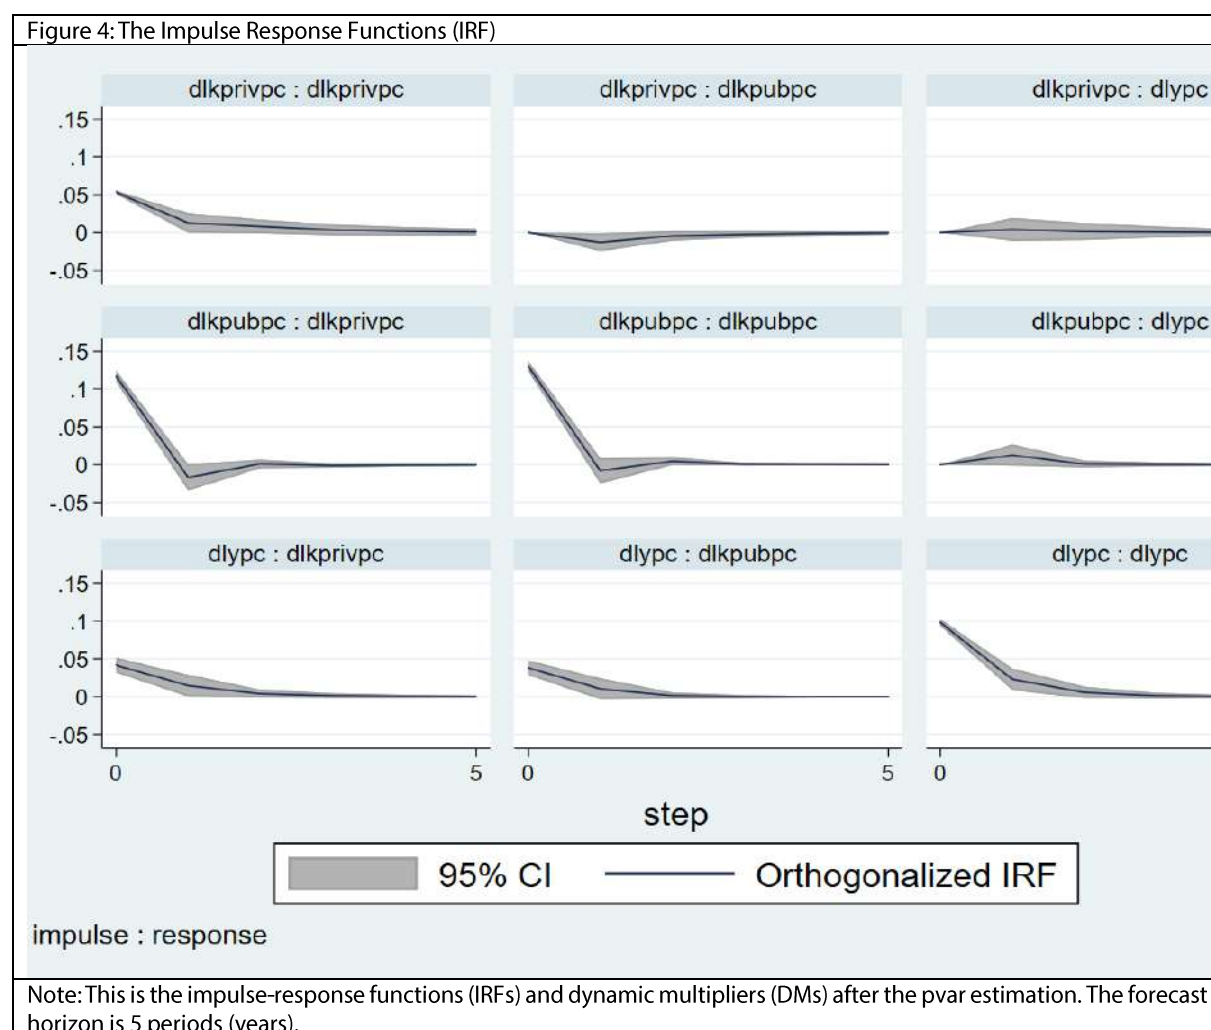 Figure 4: The Impulse Response Functions (IRF)
dlkprivpc : dlkprivpc
dlkprivpc : dlkpubpc
dlkprivpc : dlypc
.15
.1
.05
0
-.05
dlkpubpc : dlkprivpc
dlkpubpc : dlkpubpc
dlkpubpc : dlypc
.15
.1
.05
0
-.05
dlypc : dlkprivpc
dlypc : dlkpubpc
dlypc : dlypc
.15
.1
.05
0
-.05
0 5 0 5 0
step
95% CI Orthogonalized IRF
impulse : response
Note: This is the impulse-response functions (IRFs) and dynamic multipliers (DMs) after the pvar estimation. The forecast
horizon is 5 periods (years).